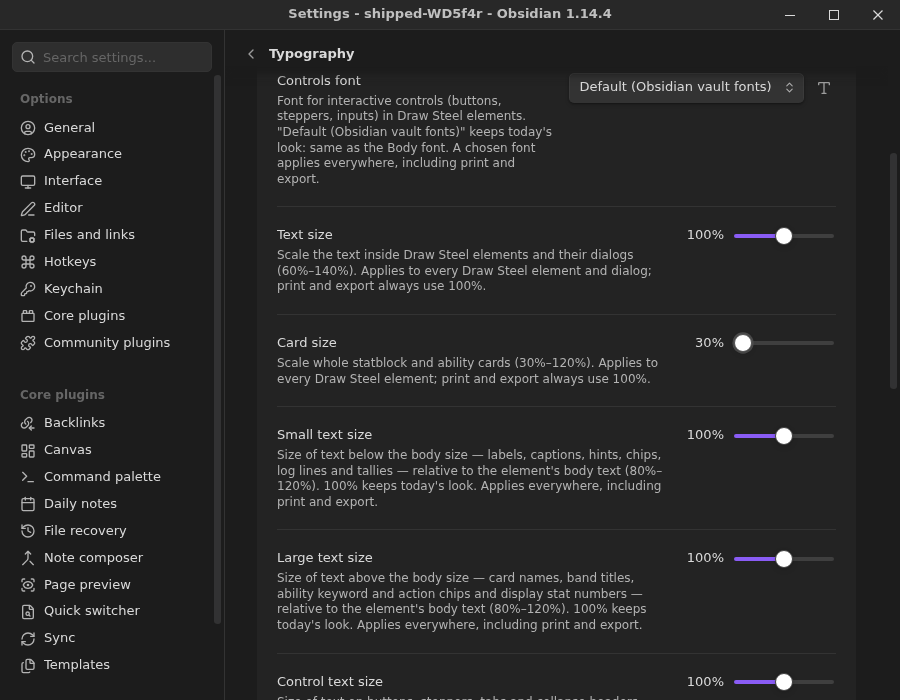 Settings - shipped-WD5f4r - Obsidian 1.14.4
Search settings...
Options
General
Appearance
Interface
Editor
Files and links
Hotkeys
Keychain
Core plugins
Community plugins
Core plugins
Backlinks
Canvas
Command palette
Daily notes
File recovery
Note composer
Page preview
Quick switcher
Sync
Templates
Typography
Controls font
Font for interactive controls (buttons,
steppers, inputs) in Draw Steel elements.
"Default (Obsidian vault fonts)" keeps today's
look: same as the Body font. A chosen font
applies everywhere, including print and
export.
Default (Obsidian vault fonts)
Text size
Scale the text inside Draw Steel elements and their dialogs
(60%–140%). Applies to every Draw Steel element and dialog;
print and export always use 100%.
100%
Card size
Scale whole statblock and ability cards (30%–120%). Applies to
every Draw Steel element; print and export always use 100%.
30%
Small text size
Size of text below the body size — labels, captions, hints, chips,
log lines and tallies — relative to the element's body text (80%–
120%). 100% keeps today's look. Applies everywhere, including
print and export.
100%
Large text size
Size of text above the body size — card names, band titles,
ability keyword and action chips and display stat numbers —
relative to the element's body text (80%–120%). 100% keeps
today's look. Applies everywhere, including print and export.
100%
Control text size
Size of text on buttons, steppers, tabs and collapse headers
100%